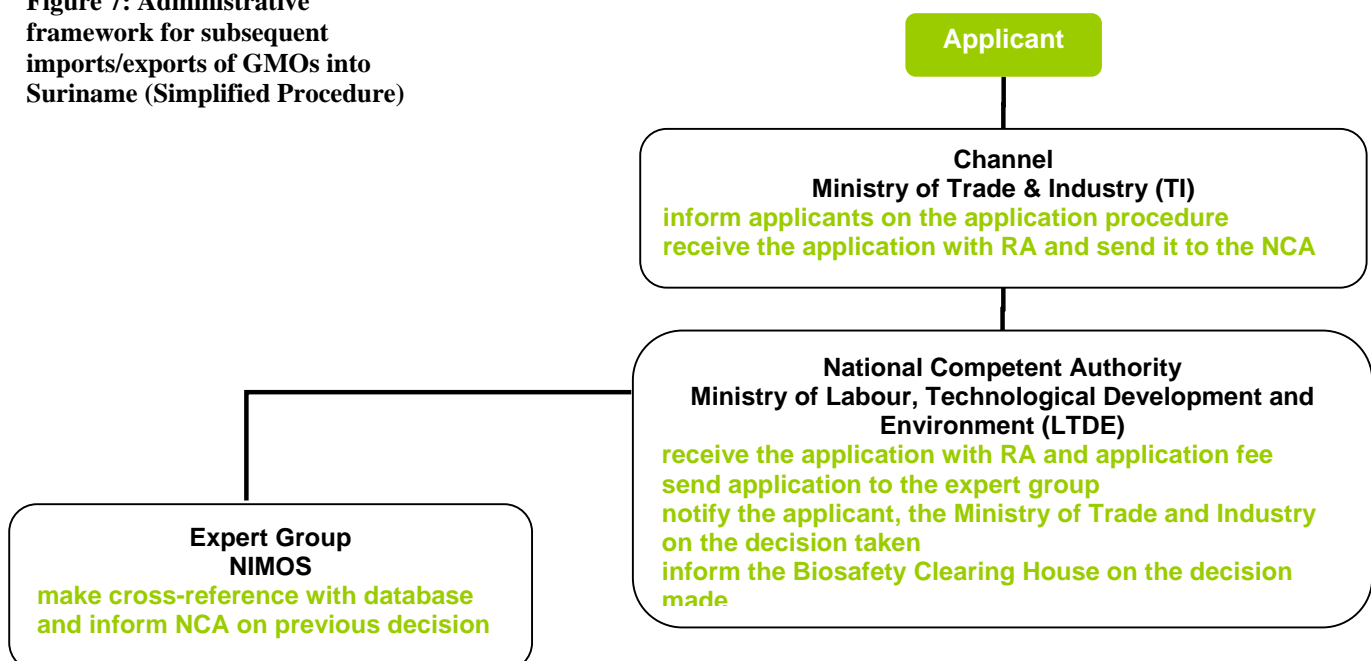 Figure 7: Administrative
framework for subsequent
imports/exports of GMOs into
Suriname (Simplified Procedure)
Applicant
Channel
Ministry of Trade & Industry (TI)
inform applicants on the application procedure
receive the application with RA and send it to the NCA
National Competent Authority
Ministry of Labour, Technological Development and
Environment (LTDE)
receive the application with RA and application fee
send application to the expert group
notify the applicant, the Ministry of Trade and Industry
on the decision taken
inform the Biosafety Clearing House on the decision
made
Expert Group
NIMOS
make cross-reference with database
and inform NCA on previous decision